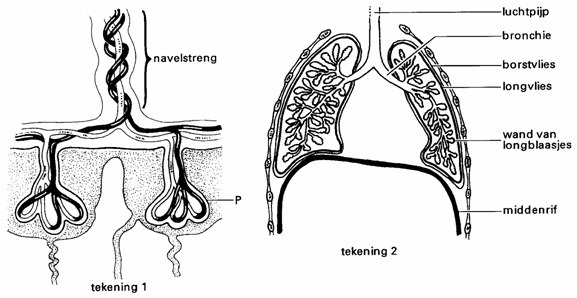 navelstreng
P
tekening 1
luchtpijp
bronchie
borstvlies
longvlies
wand van
longblaasjes
middenrif
tekening 2